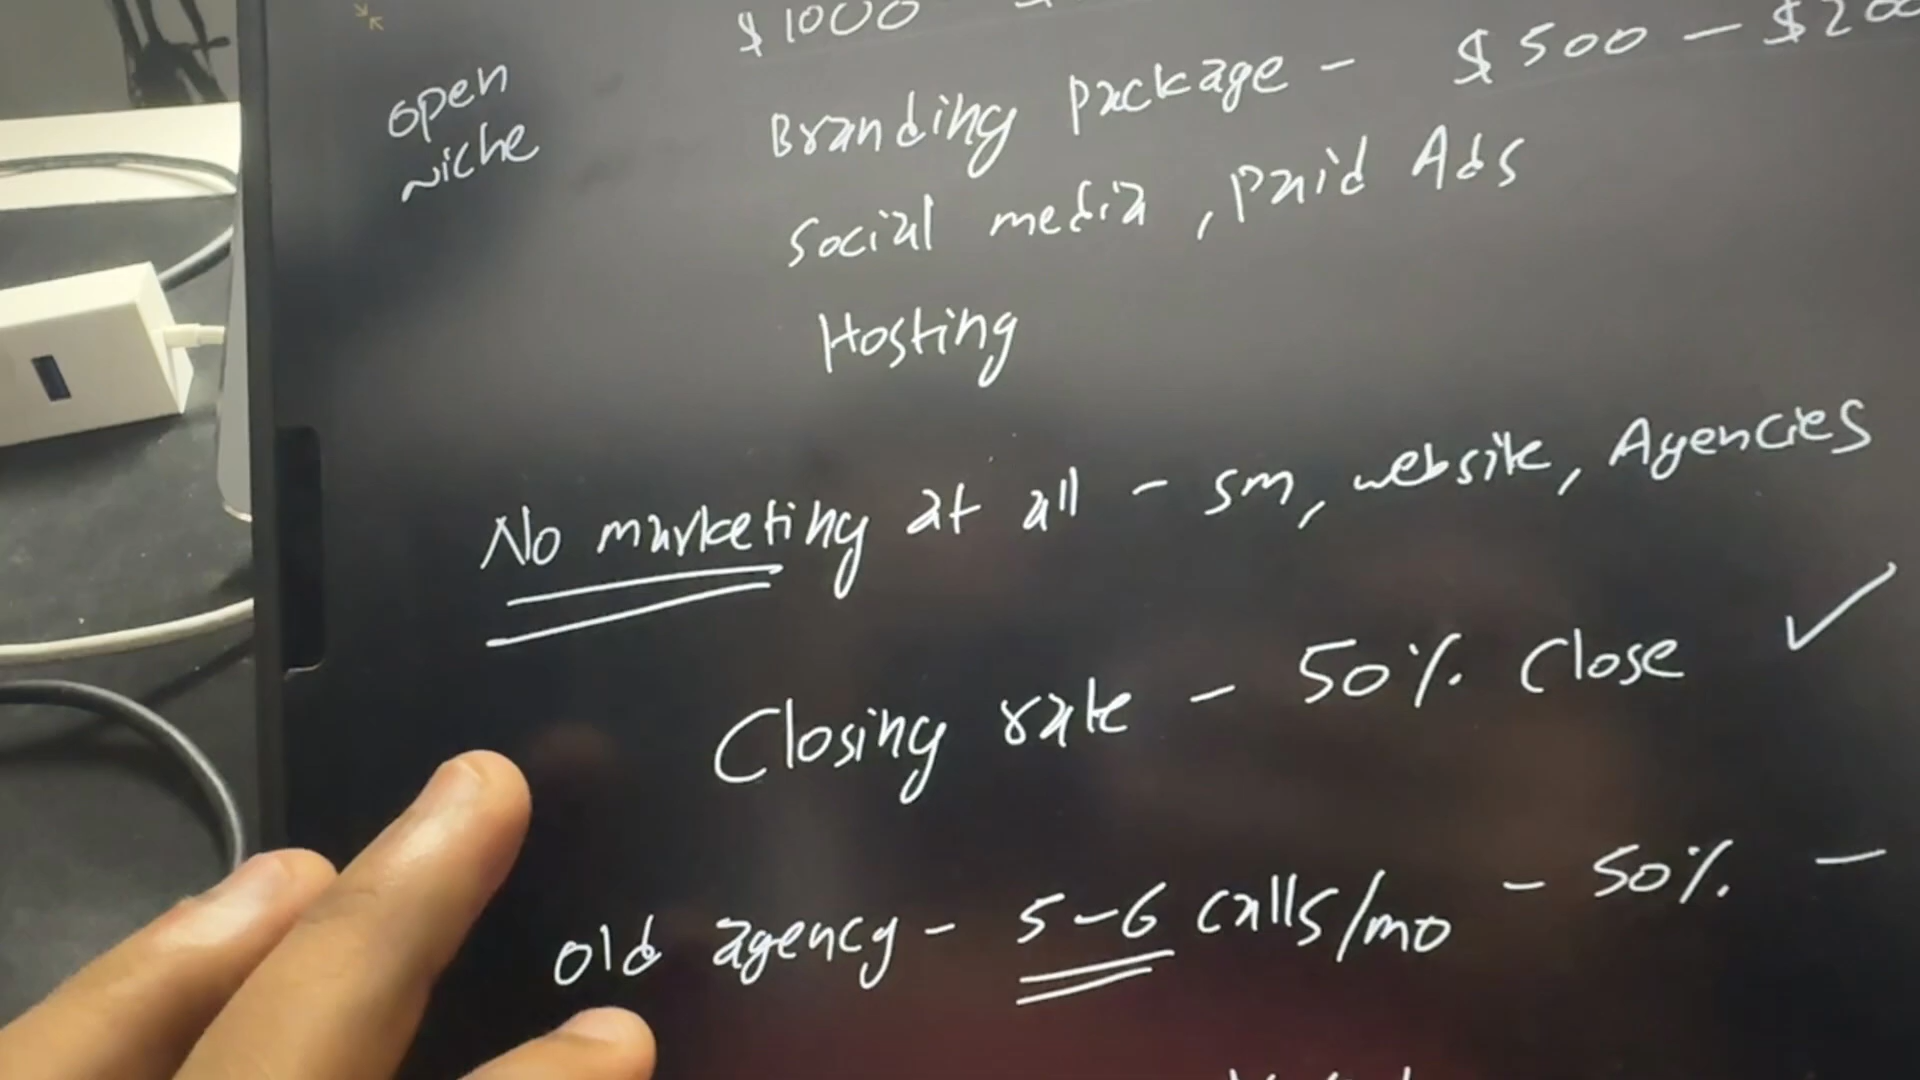 $1000
open
niche
Branding package - $500 - $200
Social media, paid Ads
Hosting
No marketing at all - SM, website, Agencies
Closing rate - 50% Close ✓
Old agency - 5-6 calls/mo - 50% -